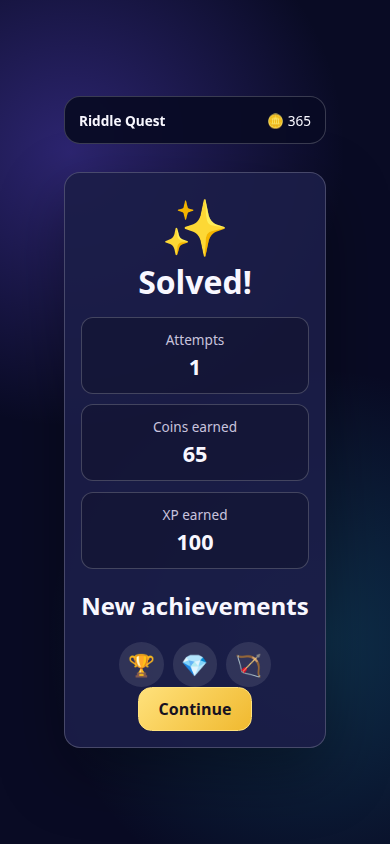 Riddle Quest
365
Solved!
Attempts
1
Coins earned
65
XP earned
100
New achievements
Continue